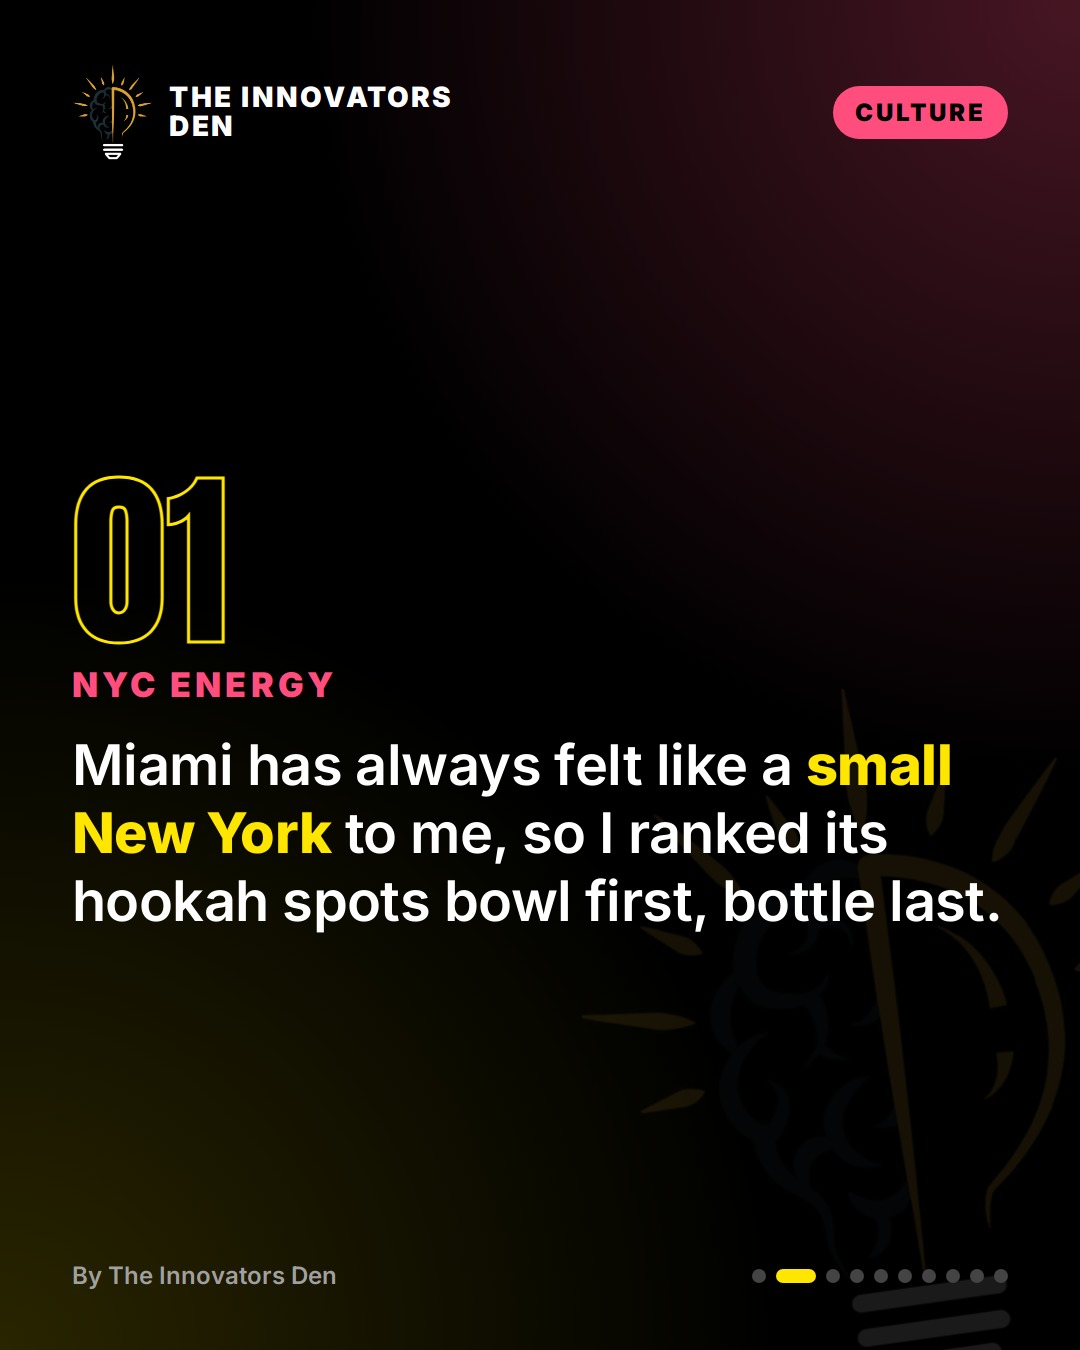 THE INNOVATORS
DEN
CULTURE
01
NYC ENERGY
Miami has always felt like a small
New York to me, so I ranked its
hookah spots bowl first, bottle last.
By The Innovators Den